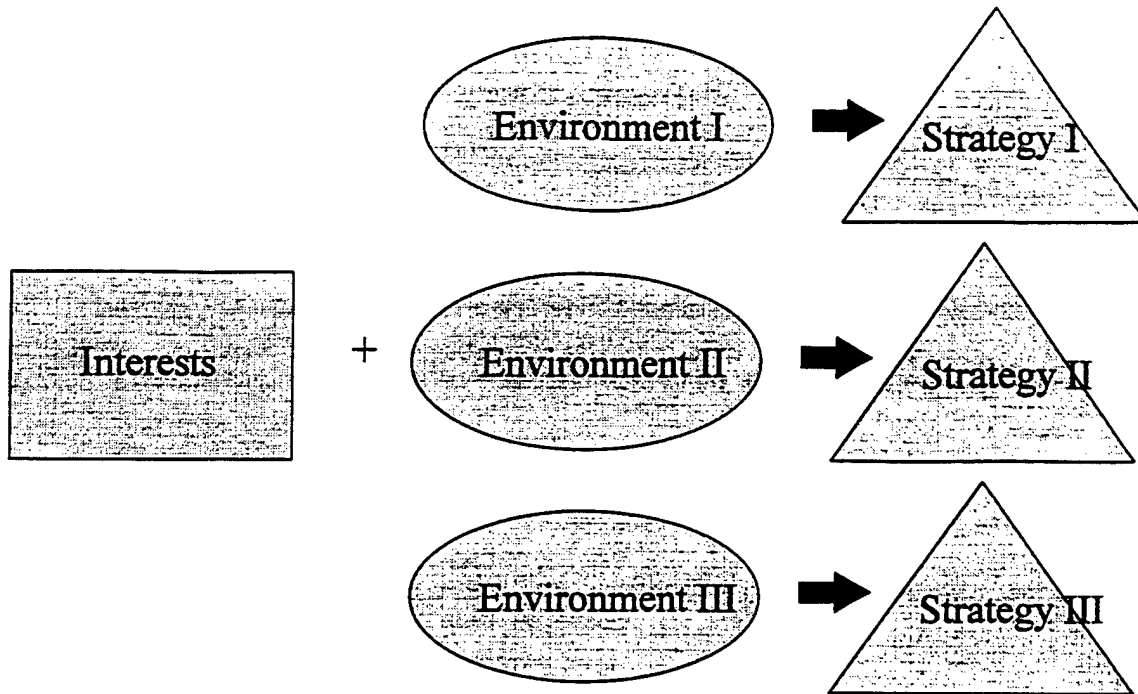 Environment I
Strategy I
Interests
+
Environment II
Strategy II
Environment III
Strategy III